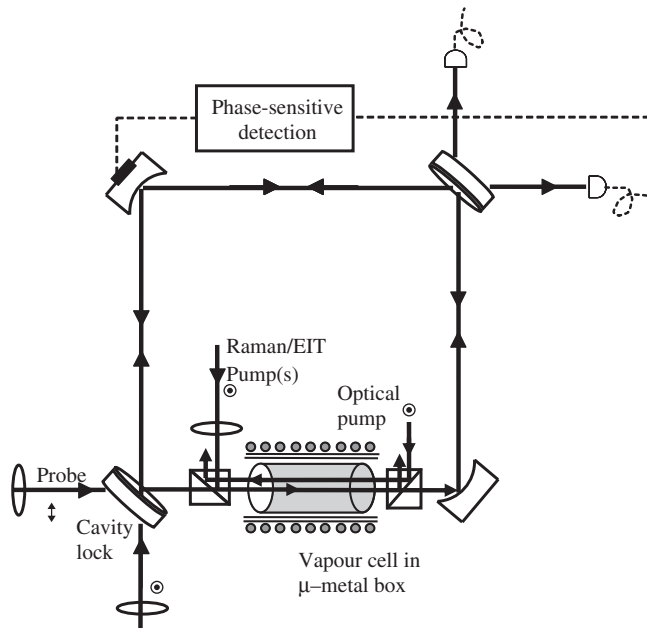 Phase-sensitive
detection
Raman/EIT
Pump(s)
Optical
pump
Probe
Cavity
lock
Vapour cell in
μ–metal box